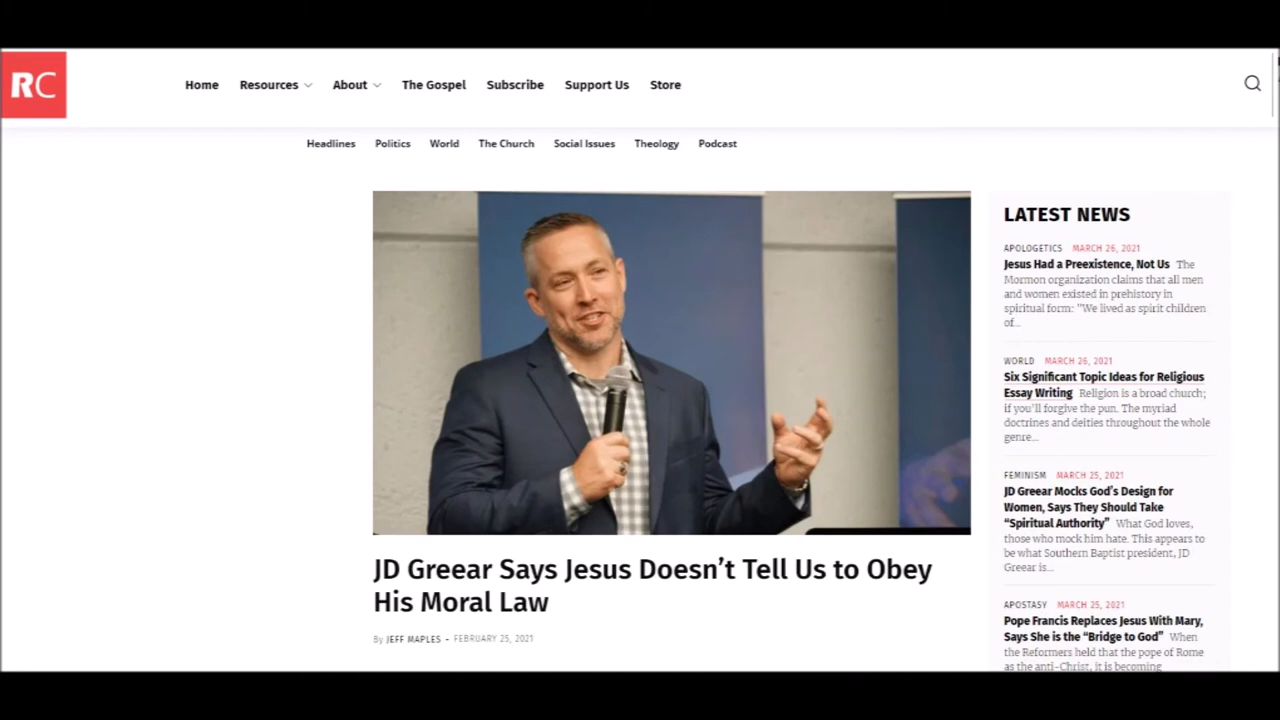 RC
Home Resources About The Gospel Subscribe Support Us Store
Headlines Politics World The Church Social Issues Theology Podcast
JD Greear Says Jesus Doesn’t Tell Us to Obey
His Moral Law
By JEFF MAPLES - FEBRUARY 25, 2021
LATEST NEWS
APOLOGETICS MARCH 26, 2021
Jesus Had a Preexistence, Not Us The
Mormon organization claims that all men
and women existed in prehistory in
spiritual form: "We lived as spirit children
of...
WORLD MARCH 26, 2021
Six Significant Topic Ideas for Religious
Essay Writing Religion is a broad church;
if you’ll forgive the pun. The myriad
doctrines and deities throughout the whole
genre...
FEMINISM MARCH 25, 2021
JD Greear Mocks God’s Design for
Women, Says They Should Take
“Spiritual Authority” What God loves,
those who mock him hate. This appears to
be what Southern Baptist president, JD
Greear is...
APOSTASY MARCH 25, 2021
Pope Francis Replaces Jesus With Mary,
Says She is the “Bridge to God” When
the Reformers held that the pope of Rome
as the anti-Christ, it is becoming